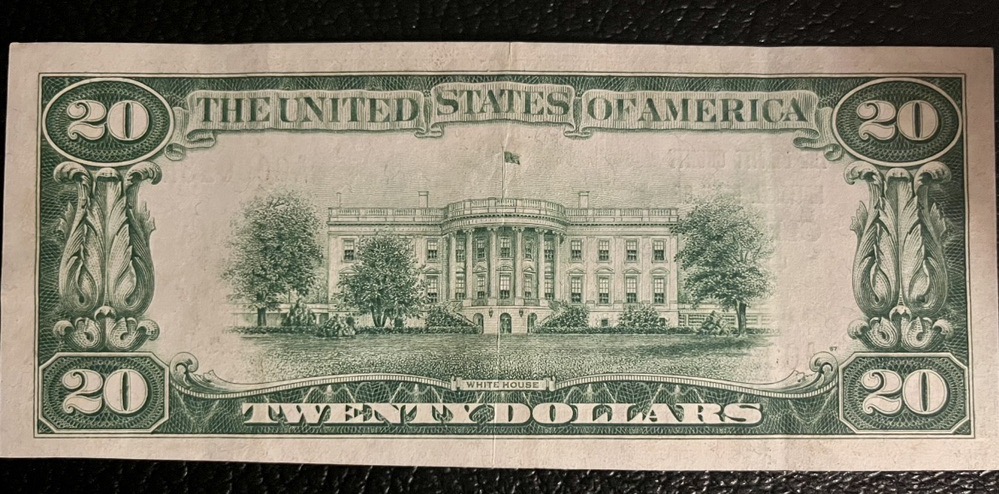 20 THE UNITED STATES OF AMERICA 20
WHITE HOUSE
20 TWENTY DOLLARS 20